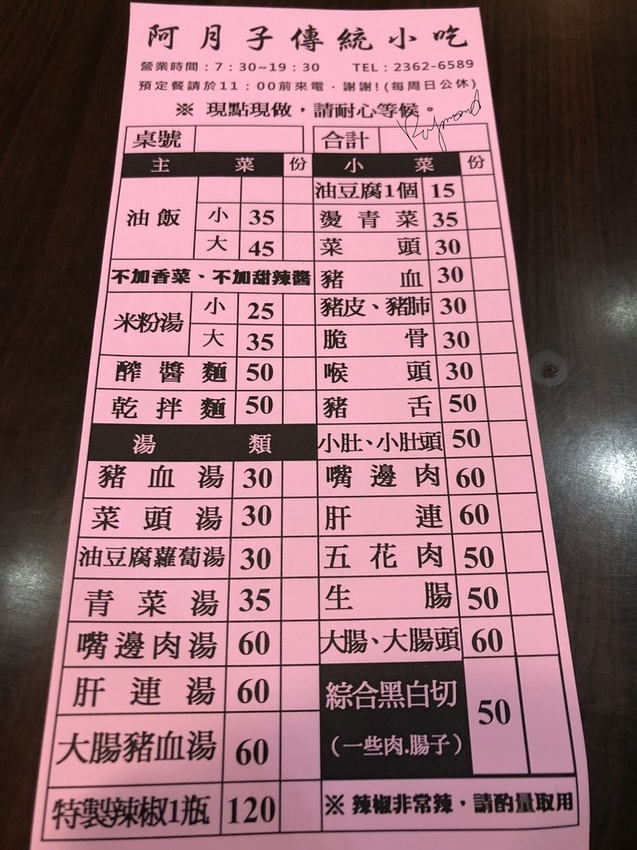 阿月子傳統小吃
營業時間：7：30~19：30 TEL：2362-6589
預定餐請於11：00前來電，謝謝!(每周日公休)
※ 現點現做，請耐心等候。
Raymond
桌號 合計
主菜 份
油飯 小 35
大 45
不加香菜、不加甜辣醬
米粉湯 小 25
大 35
醡醬麵 50
乾拌麵 50
湯類
豬血湯 30
菜頭湯 30
油豆腐蘿蔔湯 30
青菜湯 35
嘴邊肉湯 60
肝連湯 60
大腸豬血湯 60
特製辣椒1瓶 120
小菜 份
油豆腐1個 15
燙青菜 35
菜頭 30
豬血 30
豬皮、豬肺 30
脆骨 30
喉頭 30
豬舌 50
小肚、小肚頭 50
嘴邊肉 60
肝連 60
五花肉 50
生腸 50
大腸、大腸頭 60
綜合黑白切 50
（一些肉.腸子）
※ 辣椒非常辣，請酌量取用